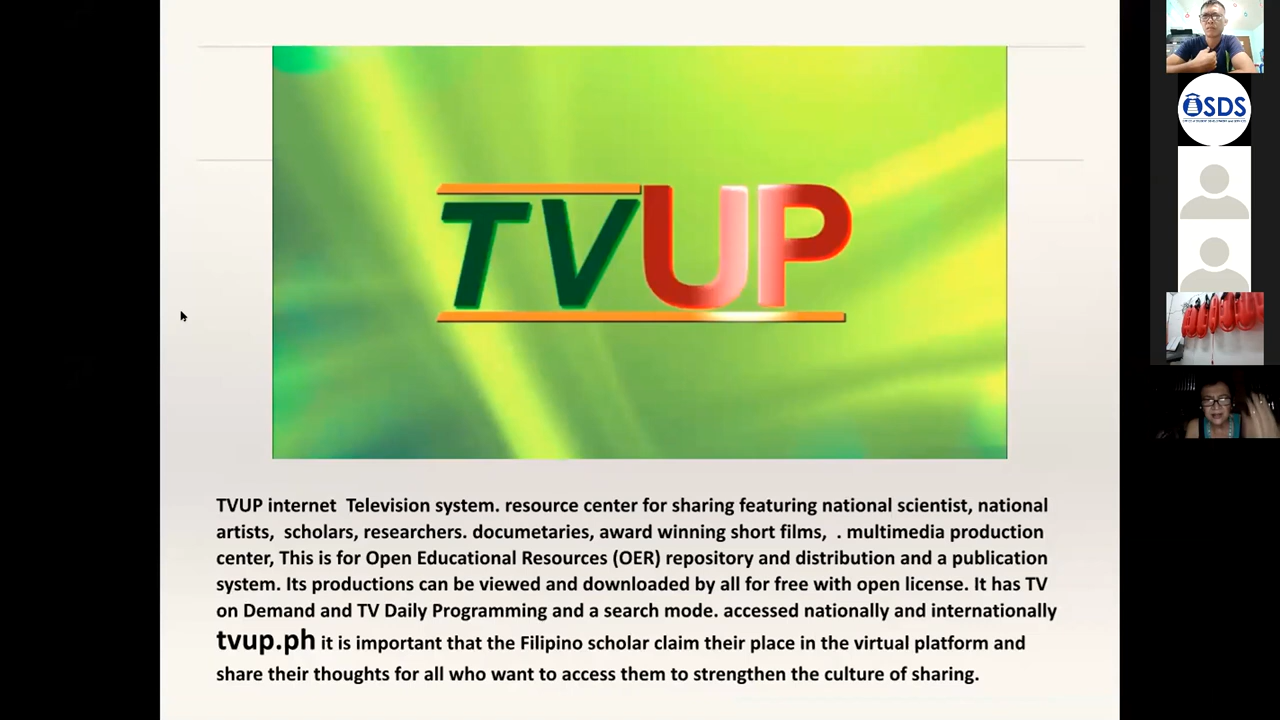 TVUP
TVUP internet Television system. resource center for sharing featuring national scientist, national
artists, scholars, researchers. documetaries, award winning short films, . multimedia production
center, This is for Open Educational Resources (OER) repository and distribution and a publication
system. Its productions can be viewed and downloaded by all for free with open license. It has TV
on Demand and TV Daily Programming and a search mode. accessed nationally and internationally
tvup.ph it is important that the Filipino scholar claim their place in the virtual platform and
share their thoughts for all who want to access them to strengthen the culture of sharing.
OSDS